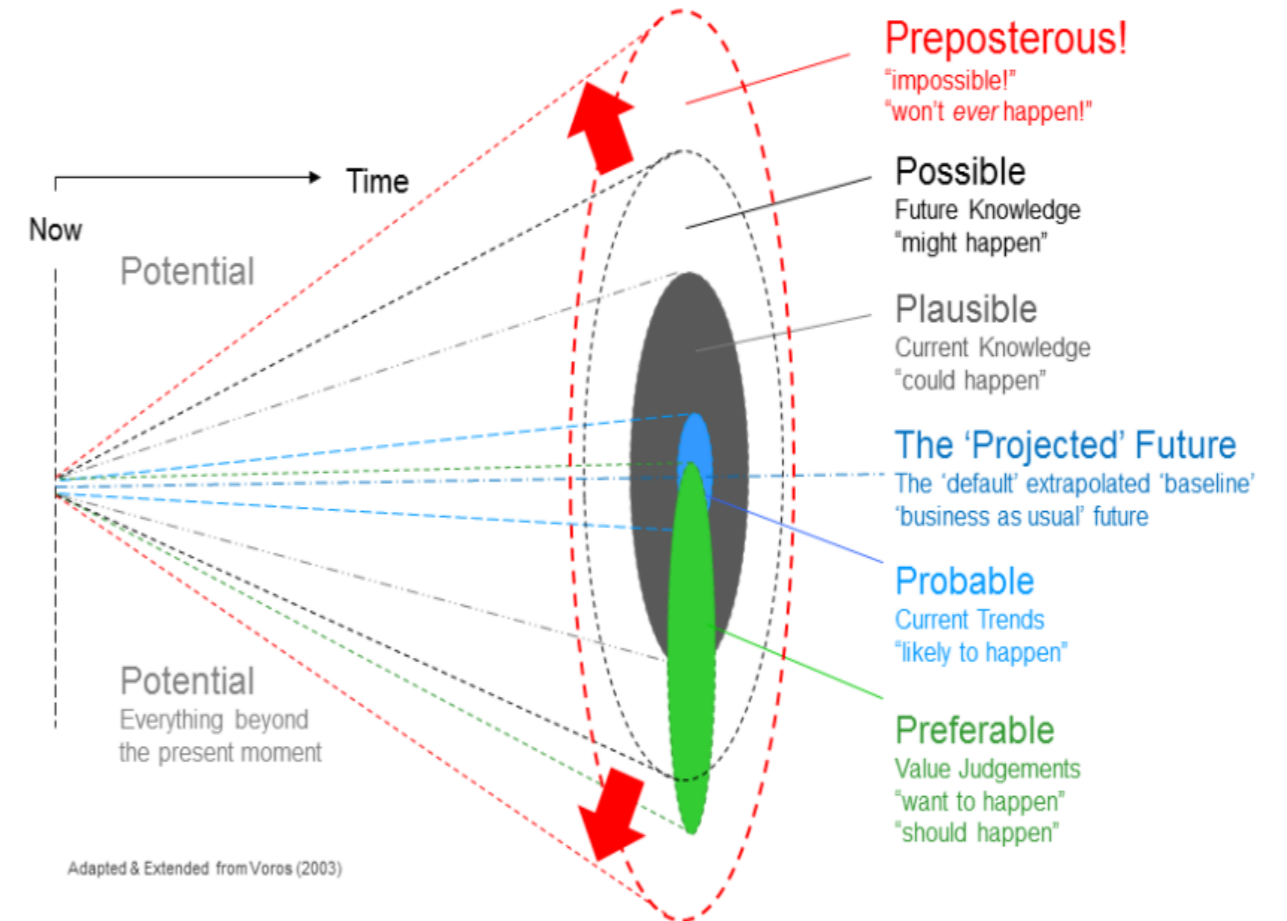 Preposterous!
“impossible!”
“won’t ever happen!”
Time
Now
Potential
Possible
Future Knowledge
“might happen”
Plausible
Current Knowledge
“could happen”
The ‘Projected’ Future
The ‘default’ extrapolated ‘baseline’
‘business as usual’ future
Probable
Current Trends
“likely to happen”
Potential
Everything beyond
the present moment
Preferable
Value Judgements
“want to happen”
“should happen”
Adapted & Extended from Voros (2003)